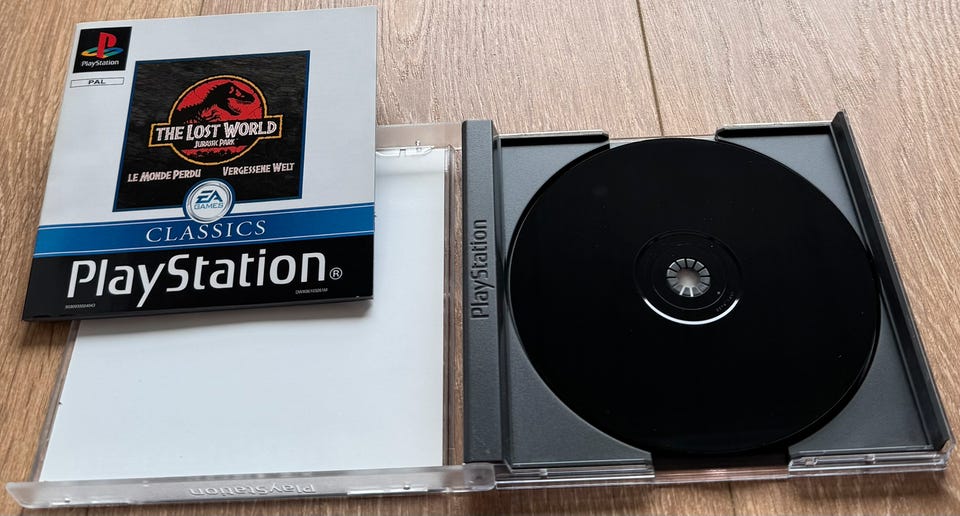 PlayStation
PAL
THE LOST WORLD
JURASSIC PARK
LE MONDE PERDU
VERGESSENE WELT
EA
GAMES
CLASSICS
PlayStation®
PlayStation
PlayStation